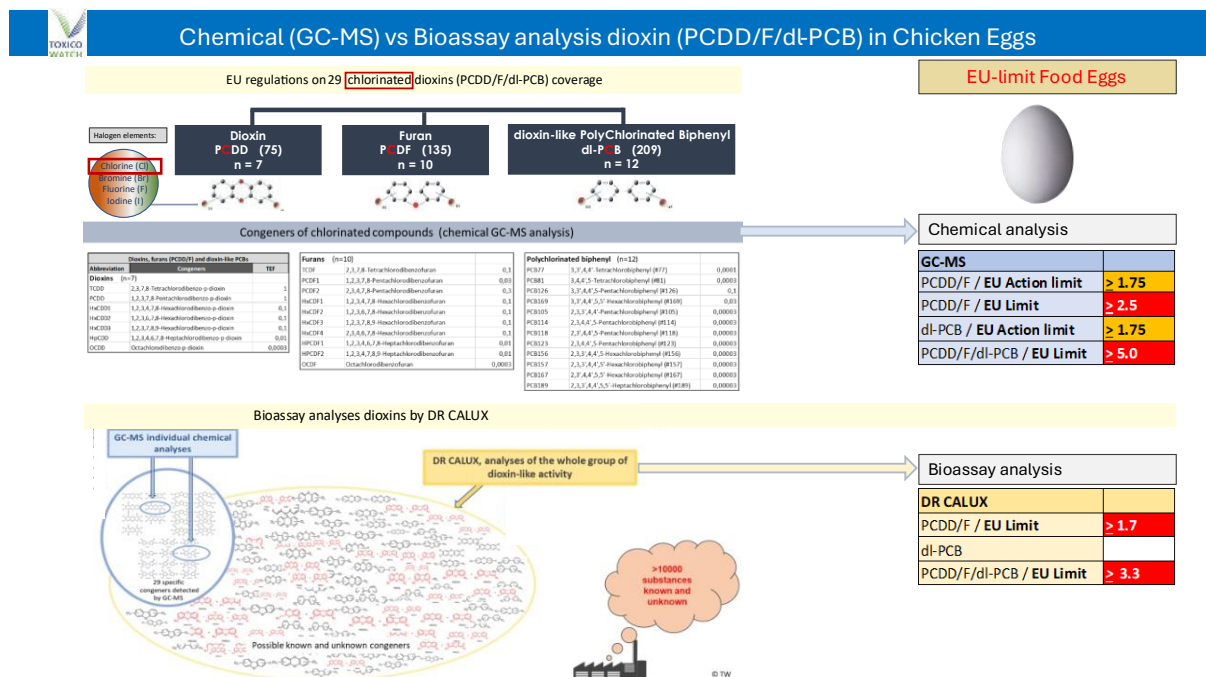 TOXICO
WATCH
Chemical (GC-MS) vs Bioassay analysis dioxin (PCDD/F/dl-PCB) in Chicken Eggs
EU regulations on 29 chlorinated dioxins (PCDD/F/dl-PCB) coverage
EU-limit Food Eggs
Halogen elements:
Chlorine (Cl)
Bromine (Br)
Fluorine (F)
Iodine (I)
Dioxin
PCDD (75)
n = 7
Furan
PCDF (135)
n = 10
dioxin-like PolyChlorinated Biphenyl
dl-PCB (209)
n = 12
Congeners of chlorinated compounds (chemical GC-MS analysis)
Dioxins, furans (PCDD/F) and dioxin-like PCBs
Abbreviation Congeners TEF
Dioxins (n=7)
TCDD 2,3,7,8-Tetrachlorodibenzo-p-dioxin 1
PCDD 1,2,3,7,8-Pentachlorodibenzo-p-dioxin 1
HxCDD1 1,2,3,4,7,8-Hexachlorodibenzo-p-dioxin 0,1
HxCDD2 1,2,3,6,7,8-Hexachlorodibenzo-p-dioxin 0,1
HxCDD3 1,2,3,7,8,9-Hexachlorodibenzo-p-dioxin 0,1
HpCDD 1,2,3,4,6,7,8-Heptachlorodibenzo-p-dioxin 0,01
OCDD Octachlorodibenzo-p-dioxin 0,0003
Furans (n=10)
TCDF 2,3,7,8-Tetrachlorodibenzofuran 0,1
PCDF1 1,2,3,7,8-Pentachlorodibenzofuran 0,03
PCDF2 2,3,4,7,8-Pentachlorodibenzofuran 0,3
HxCDF1 1,2,3,4,7,8-Hexachlorodibenzofuran 0,1
HxCDF2 1,2,3,6,7,8-Hexachlorodibenzofuran 0,1
HxCDF3 1,2,3,7,8,9-Hexachlorodibenzofuran 0,1
HxCDF4 2,3,4,6,7,8-Hexachlorodibenzofuran 0,1
HPCDF1 1,2,3,4,6,7,8-Heptachlorodibenzofuran 0,01
HPCDF2 1,2,3,4,7,8,9-Heptachlorodibenzofuran 0,01
OCDF Octachlorodibenzofuran 0,0003
Polychlorinated biphenyl (n=12)
PCB77 3,3',4,4'-Tetrachlorobiphenyl (#77) 0,0001
PCB81 3,4,4',5-Tetrachlorobiphenyl (#81) 0,0003
PCB126 3,3',4,4',5-Pentachlorobiphenyl (#126) 0,1
PCB169 3,3',4,4',5,5'-Hexachlorobiphenyl (#169) 0,03
PCB105 2,3,3',4,4'-Pentachlorobiphenyl (#105) 0,00003
PCB114 2,3,4,4',5-Pentachlorobiphenyl (#114) 0,00003
PCB118 2,3',4,4',5-Pentachlorobiphenyl (#118) 0,00003
PCB123 2,3,4,4',5-Pentachlorobiphenyl (#123) 0,00003
PCB156 2,3,3',4,4',5-Hexachlorobiphenyl (#156) 0,00003
PCB157 2,3,3',4,4',5'-Hexachlorobiphenyl (#157) 0,00003
PCB167 2,3',4,4',5,5'-Hexachlorobiphenyl (#167) 0,00003
PCB189 2,3,3',4,4',5,5'-Heptachlorobiphenyl (#189) 0,00003
Chemical analysis
GC-MS
PCDD/F / EU Action limit ≥ 1.75
PCDD/F / EU Limit ≥ 2.5
dl-PCB / EU Action limit ≥ 1.75
PCDD/F/dl-PCB / EU Limit ≥ 5.0
Bioassay analyses dioxins by DR CALUX
GC-MS individual chemical
analyses
DR CALUX, analyses of the whole group of
dioxin-like activity
29 specific
congeners detected
by GC-MS
Possible known and unknown congeners
>10000
substances
known and
unknown
© TW
Bioassay analysis
DR CALUX
PCDD/F / EU Limit ≥ 1.7
dl-PCB
PCDD/F/dl-PCB / EU Limit ≥ 3.3